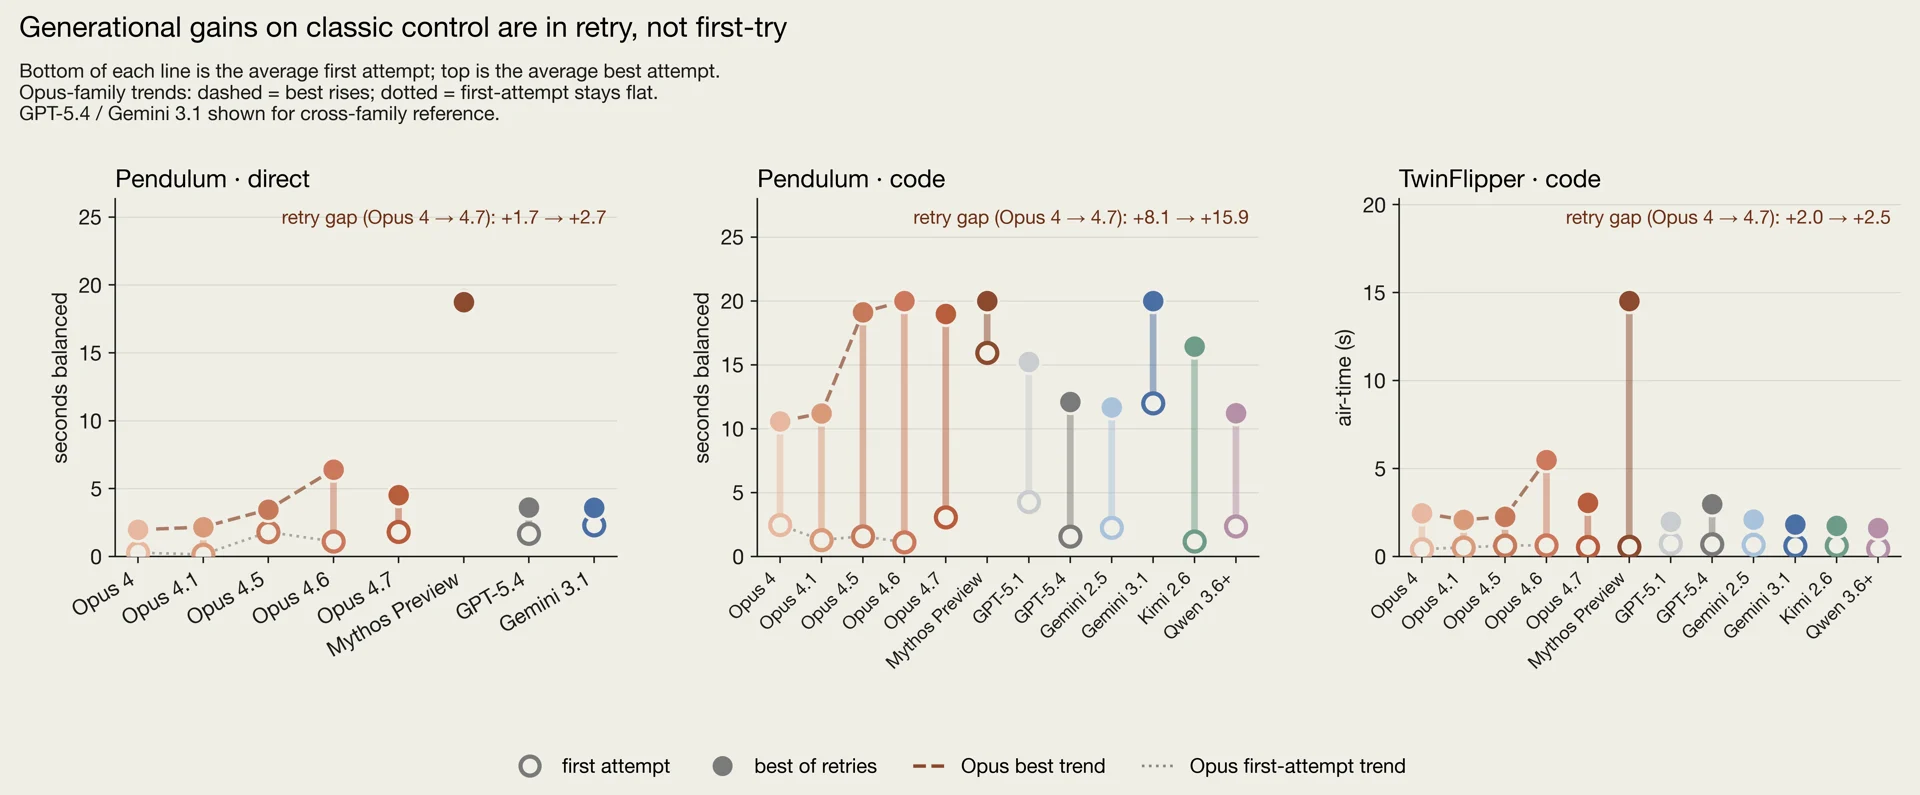 Generational gains on classic control are in retry, not first-try
Bottom of each line is the average first attempt; top is the average best attempt.
Opus-family trends: dashed = best rises; dotted = first-attempt stays flat.
GPT-5.4 / Gemini 3.1 shown for cross-family reference.
Pendulum · direct
retry gap (Opus 4 → 4.7): +1.7 → +2.7
seconds balanced
25
20
15
10
5
0
Opus 4
Opus 4.1
Opus 4.5
Opus 4.6
Opus 4.7
Mythos Preview
GPT-5.4
Gemini 3.1
Pendulum · code
retry gap (Opus 4 → 4.7): +8.1 → +15.9
seconds balanced
25
20
15
10
5
0
Opus 4
Opus 4.1
Opus 4.5
Opus 4.6
Opus 4.7
Mythos Preview
GPT-5.1
GPT-5.4
Gemini 2.5
Gemini 3.1
Kimi 2.6
Qwen 3.6+
TwinFlipper · code
retry gap (Opus 4 → 4.7): +2.0 → +2.5
air-time (s)
20
15
10
5
0
Opus 4
Opus 4.1
Opus 4.5
Opus 4.6
Opus 4.7
Mythos Preview
GPT-5.1
GPT-5.4
Gemini 2.5
Gemini 3.1
Kimi 2.6
Qwen 3.6+
first attempt
best of retries
Opus best trend
Opus first-attempt trend